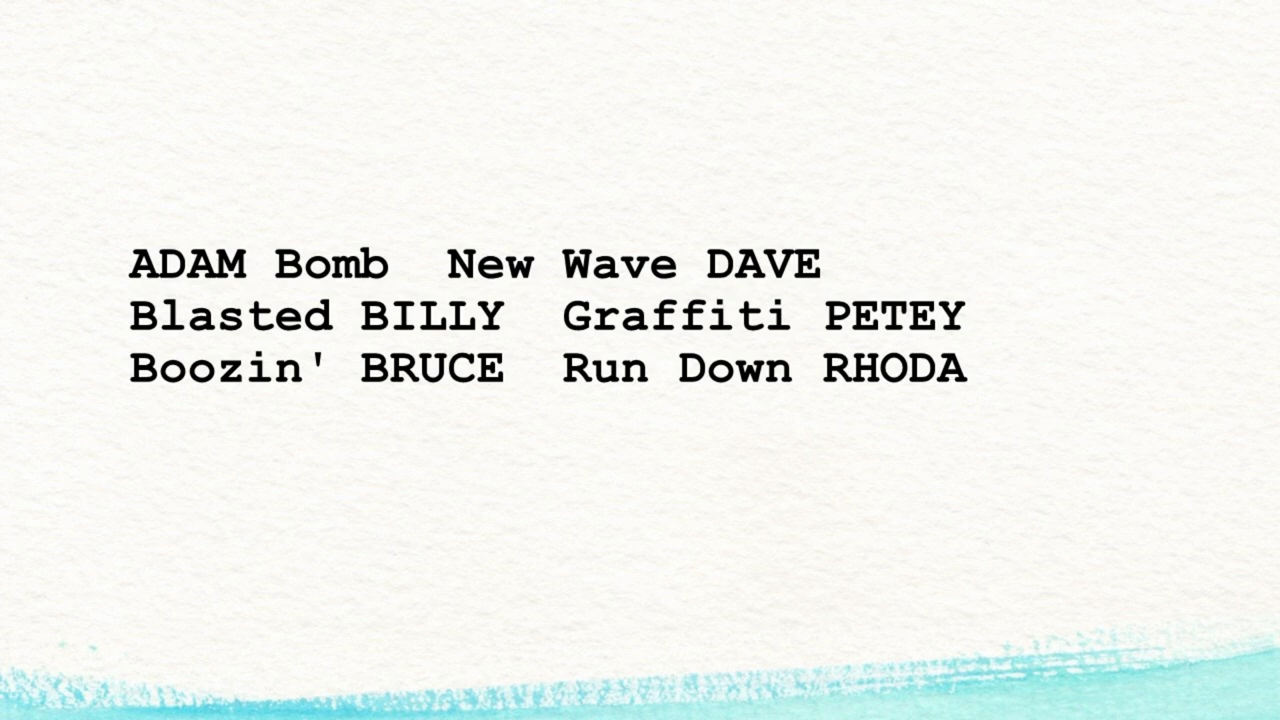 ADAM Bomb  New Wave DAVE
Blasted BILLY  Graffiti PETEY
Boozin' BRUCE  Run Down RHODA